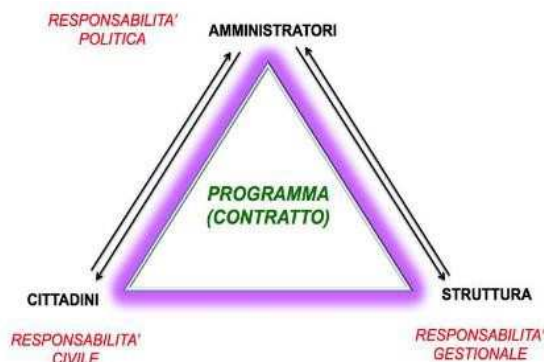 RESPONSABILITA'
POLITICA
AMMINISTRATORI
PROGRAMMA
(CONTRATTO)
CITTADINI
STRUTTURA
RESPONSABILITA'
CIVILE
RESPONSABILITA'
GESTIONALE